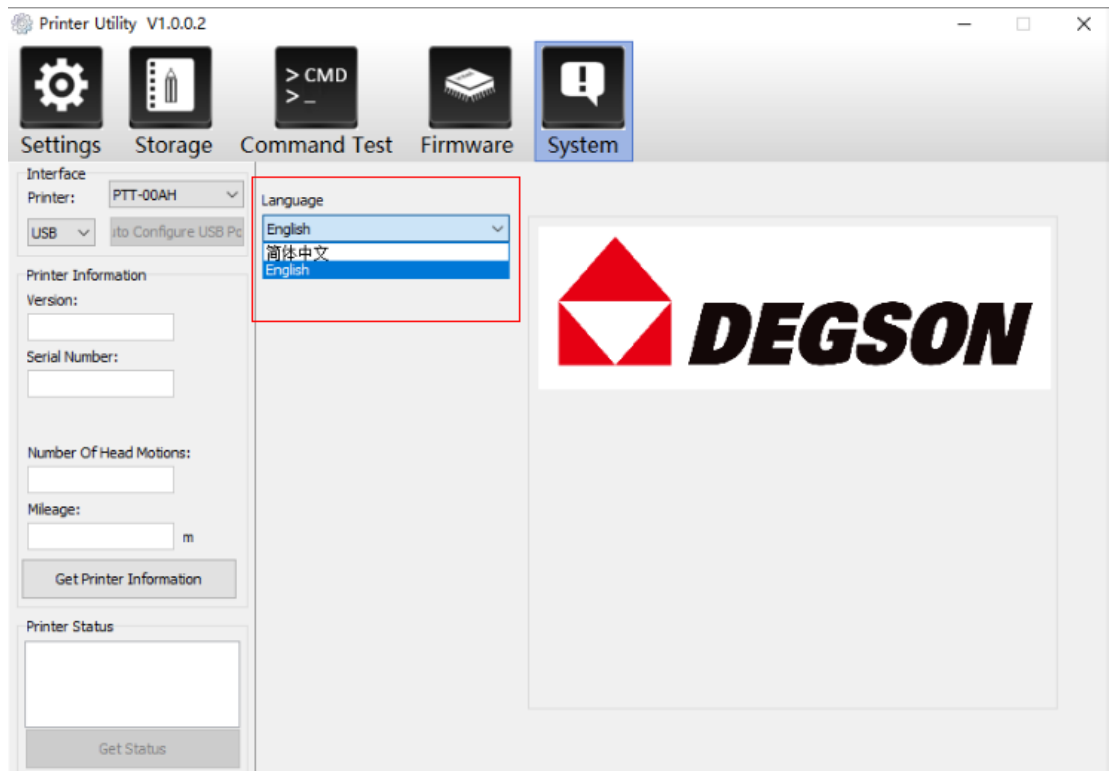 Printer Utility V1.0.0.2
> CMD
> _
Settings Storage Command Test Firmware System
Interface
Printer: PTT-00AH
USB ito Configure USB Po
Printer Information
Version:
Serial Number:
Number Of Head Motions:
Mileage:
m
Get Printer Information
Printer Status
Get Status
Language
English
简体中文
English
DEGSON